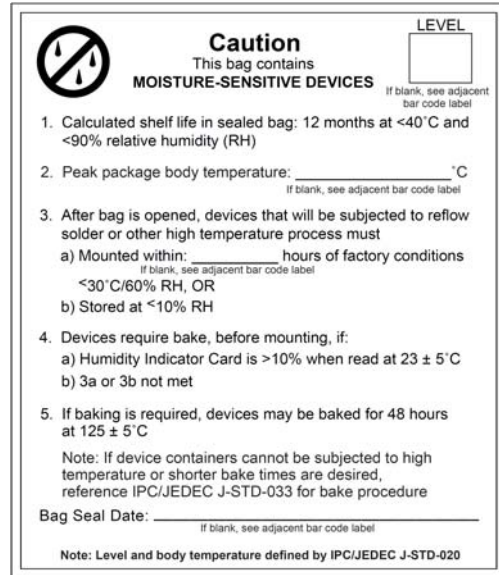 Caution
LEVEL
This bag contains
MOISTURE-SENSITIVE DEVICES
If blank, see adjacent
bar code label
1. Calculated shelf life in sealed bag: 12 months at <40˚C and
<90% relative humidity (RH)
2. Peak package body temperature: ____________________˚C
If blank, see adjacent bar code label
3. After bag is opened, devices that will be subjected to reflow
solder or other high temperature process must
a) Mounted within: ___________ hours of factory conditions
If blank, see adjacent bar code label
<30˚C/60% RH, OR
b) Stored at <10% RH
4. Devices require bake, before mounting, if:
a) Humidity Indicator Card is >10% when read at 23 ± 5˚C
b) 3a or 3b not met
5. If baking is required, devices may be baked for 48 hours
at 125 ± 5˚C
Note: If device containers cannot be subjected to high
temperature or shorter bake times are desired,
reference IPC/JEDEC J-STD-033 for bake procedure
Bag Seal Date: ____________________
If blank, see adjacent bar code label
Note: Level and body temperature defined by IPC/JEDEC J-STD-020